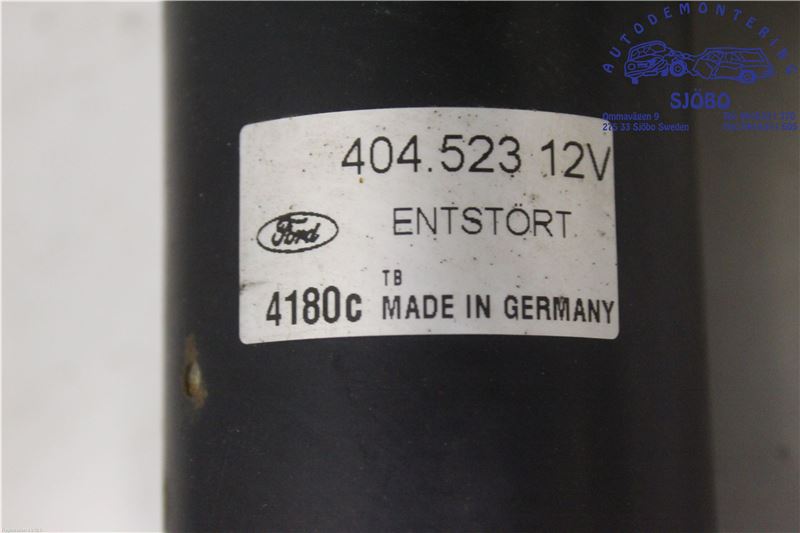 AUTODEMONTERING
SJÖBO
Ommavägen 9
275 33 Sjöbo Sweden
404.523 12V
Ford
ENTSTÖRT
TB
4180c MADE IN GERMANY